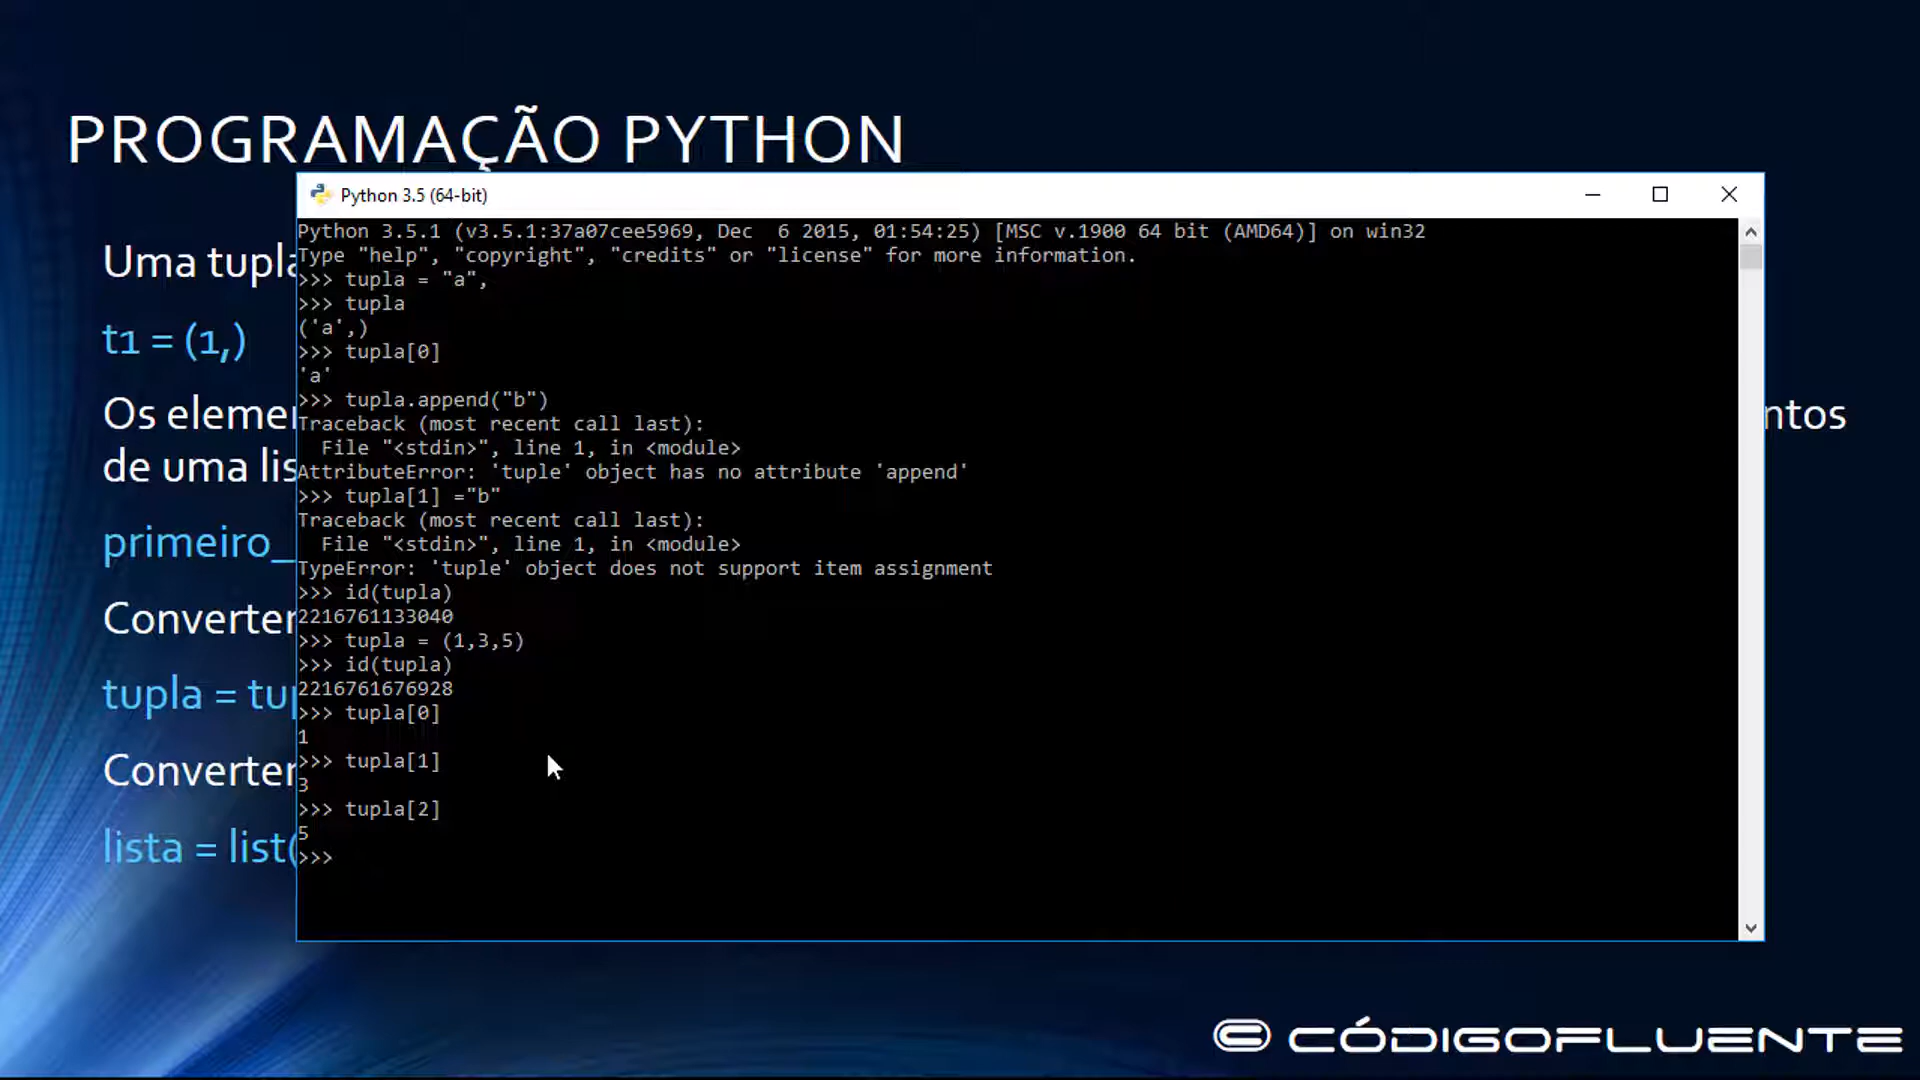 PROGRAMAÇÃO PYTHON
Python 3.5 (64-bit)
Python 3.5.1 (v3.5.1:37a07cee5969, Dec  6 2015, 01:54:25) [MSC v.1900 64 bit (AMD64)] on win32
Type "help", "copyright", "credits" or "license" for more information.
>>> tupla = "a",
>>> tupla
('a',)
>>> tupla[0]
'a'
>>> tupla.append("b")
Traceback (most recent call last):
  File "<stdin>", line 1, in <module>
AttributeError: 'tuple' object has no attribute 'append'
>>> tupla[1] ="b"
Traceback (most recent call last):
  File "<stdin>", line 1, in <module>
TypeError: 'tuple' object does not support item assignment
>>> id(tupla)
2216761133040
>>> tupla = (1,3,5)
>>> id(tupla)
2216761676928
>>> tupla[0]
1
>>> tupla[1]
3
>>> tupla[2]
5
>>>
Uma tupla
t1 = (1,)
Os elemen ntos
de uma lis
primeiro_
Converter
tupla = tup
Converter
lista = list(
CÓDIGOFLUENTE